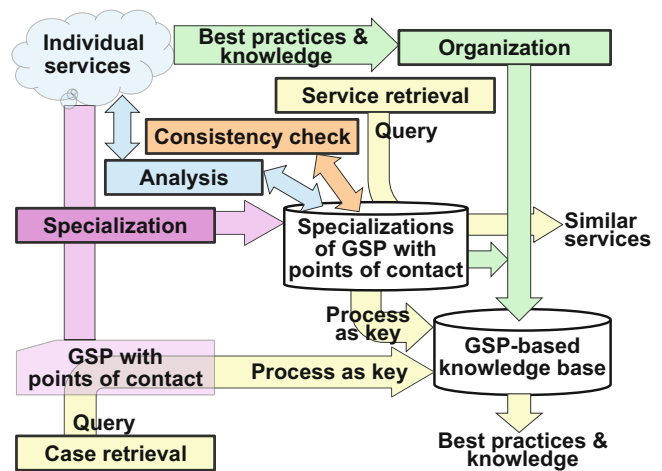 Individual
services
Best practices &
knowledge
Organization
Service retrieval
Query
Consistency check
Analysis
Specialization
Specializations
of GSP with
points of contact
Similar
services
Process
as key
GSP with
points of contact
Process as key
GSP-based
knowledge base
Query
Case retrieval
Best practices &
knowledge